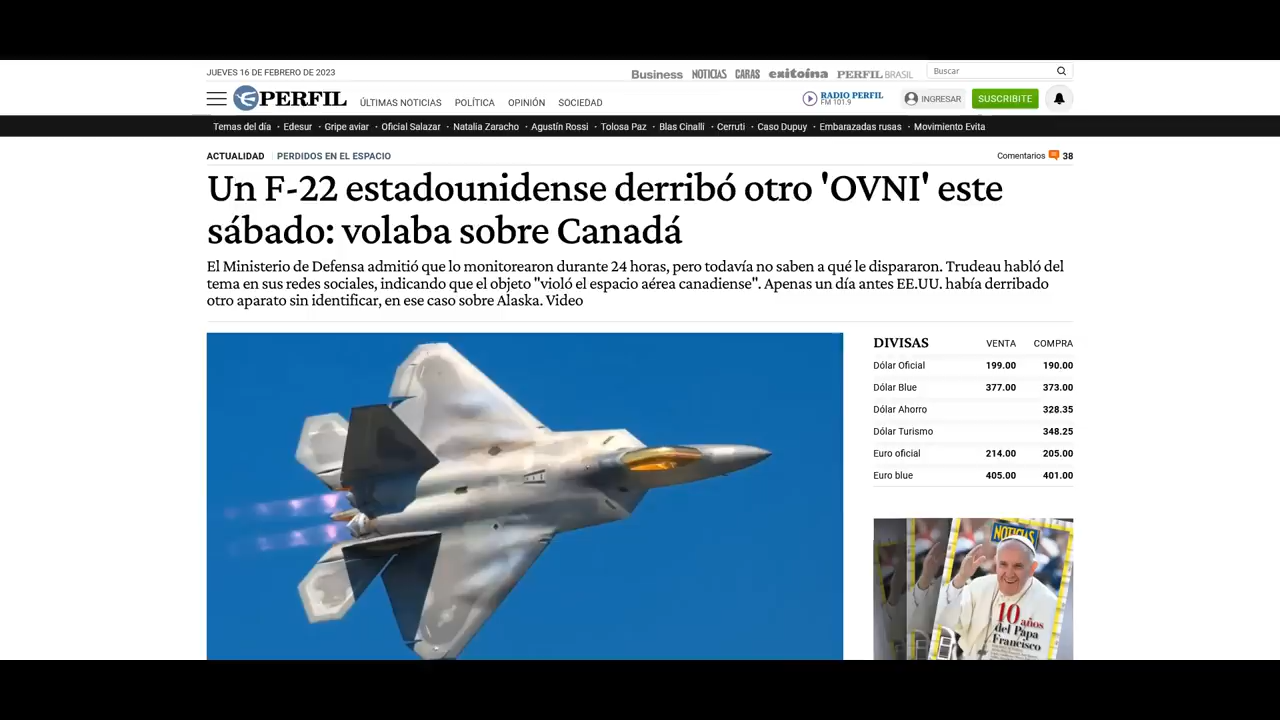 JUEVES 16 DE FEBRERO DE 2023
Business NOTICIAS CARAS exitoína PERFIL BRASIL
Buscar
PERFIL ÚLTIMAS NOTICIAS POLÍTICA OPINIÓN SOCIEDAD
RADIO PERFIL
FM 101.9
INGRESAR
SUSCRIBITE
Temas del día · Edesur · Gripe aviar · Oficial Salazar · Natalia Zaracho · Agustín Rossi · Tolosa Paz · Blas Cinalli · Cerruti · Caso Dupuy · Embarazadas rusas · Movimiento Evita
ACTUALIDAD PERDIDOS EN EL ESPACIO
Comentarios 38
Un F-22 estadounidense derribó otro 'OVNI' este
sábado: volaba sobre Canadá
El Ministerio de Defensa admitió que lo monitorearon durante 24 horas, pero todavía no saben a qué le dispararon. Trudeau habló del
tema en sus redes sociales, indicando que el objeto "violó el espacio aérea canadiense". Apenas un día antes EE.UU. había derribado
otro aparato sin identificar, en ese caso sobre Alaska. Video
DIVISAS VENTA COMPRA
Dólar Oficial 199.00 190.00
Dólar Blue 377.00 373.00
Dólar Ahorro 328.35
Dólar Turismo 348.25
Euro oficial 214.00 205.00
Euro blue 405.00 401.00
NOTICIAS
10 años
del Papa
Francisco